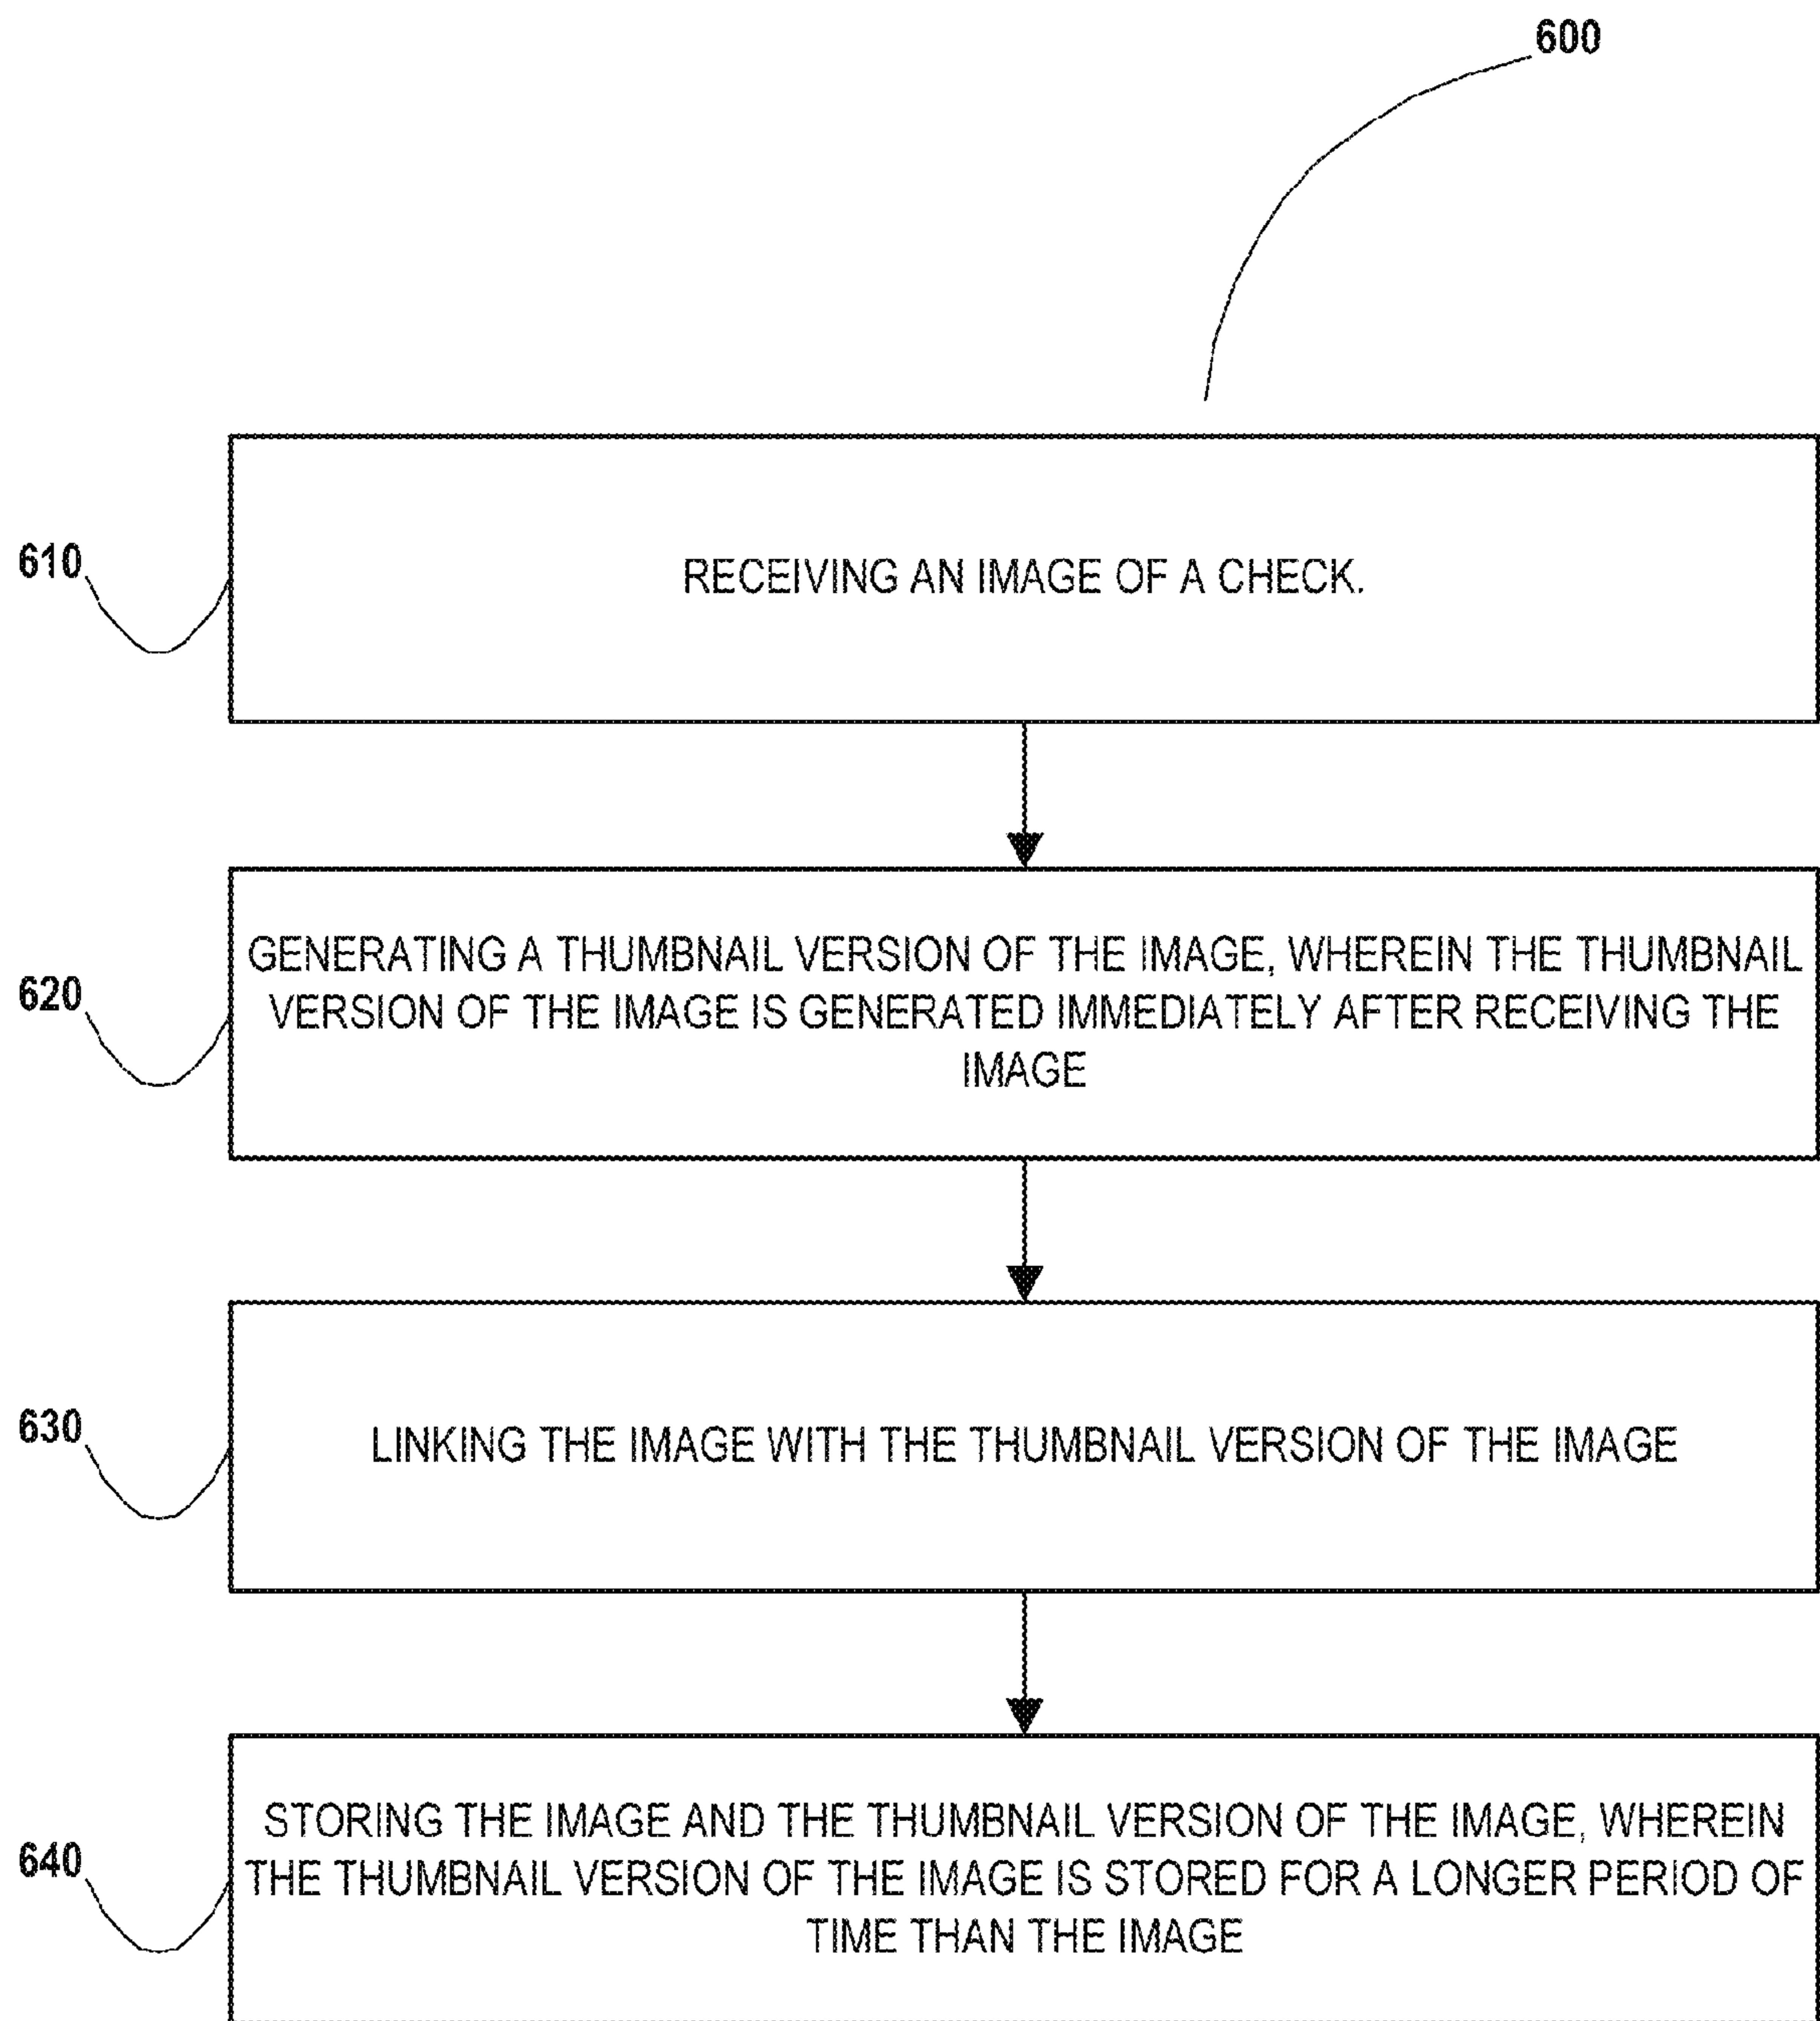 600
610
RECEIVING AN IMAGE OF A CHECK.
620
GENERATING A THUMBNAIL VERSION OF THE IMAGE, WHEREIN THE THUMBNAIL
VERSION OF THE IMAGE IS GENERATED IMMEDIATELY AFTER RECEIVING THE
IMAGE
630
LINKING THE IMAGE WITH THE THUMBNAIL VERSION OF THE IMAGE
640
STORING THE IMAGE AND THE THUMBNAIL VERSION OF THE IMAGE, WHEREIN
THE THUMBNAIL VERSION OF THE IMAGE IS STORED FOR A LONGER PERIOD OF
TIME THAN THE IMAGE